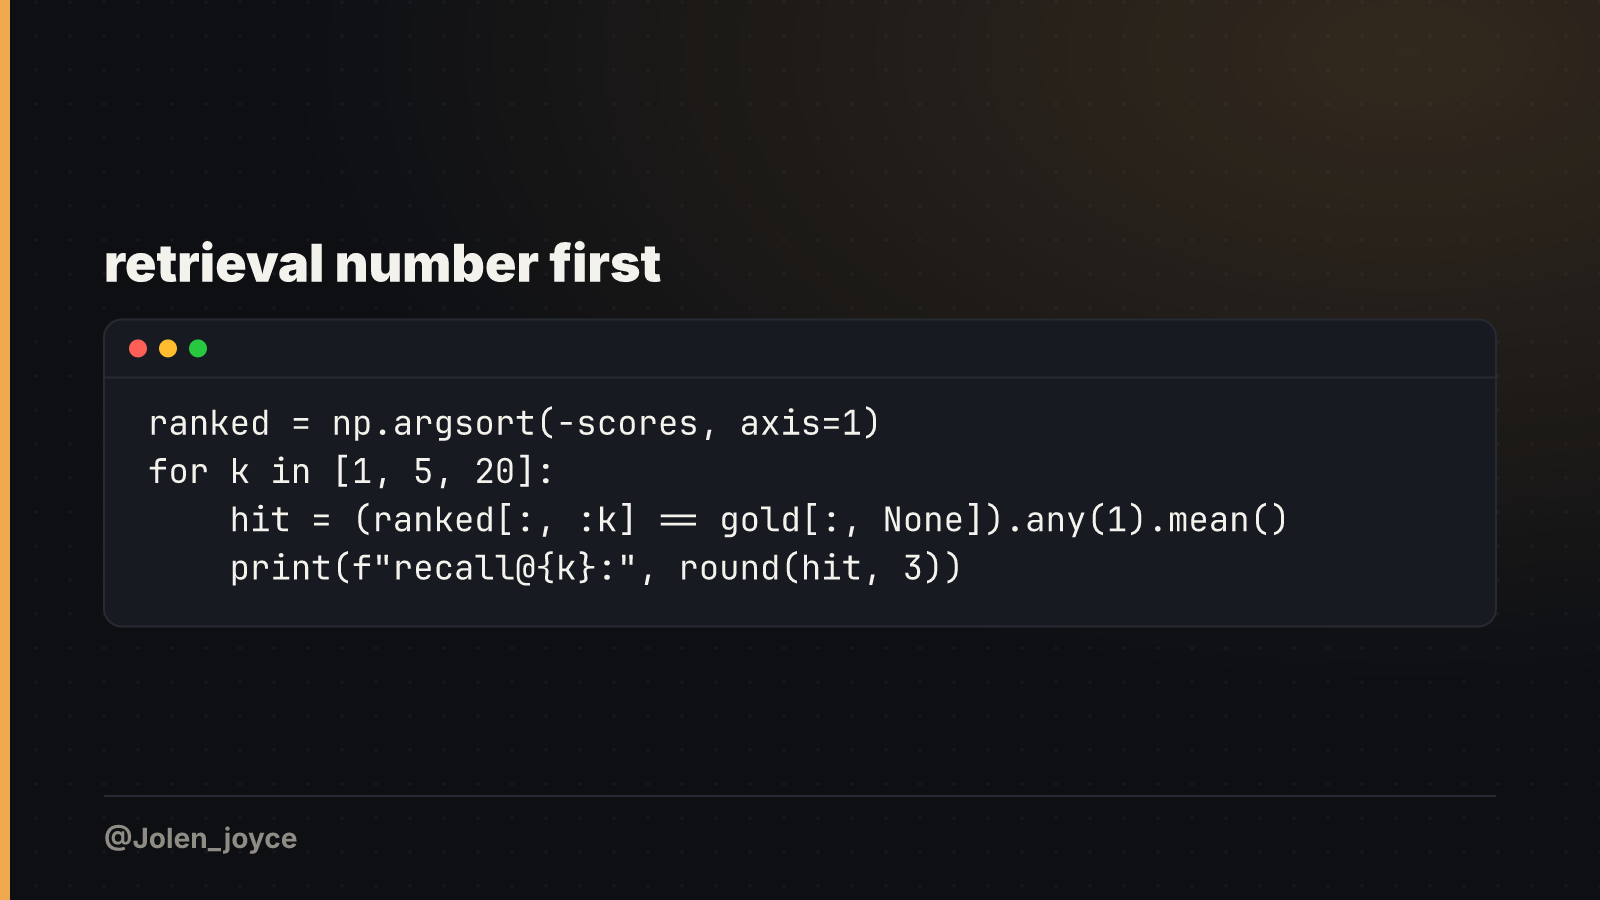 retrieval number first
ranked = np.argsort(-scores, axis=1)
for k in [1, 5, 20]:
    hit = (ranked[:, :k] == gold[:, None]).any(1).mean()
    print(f"recall@{k}:", round(hit, 3))
@Jolen_joyce